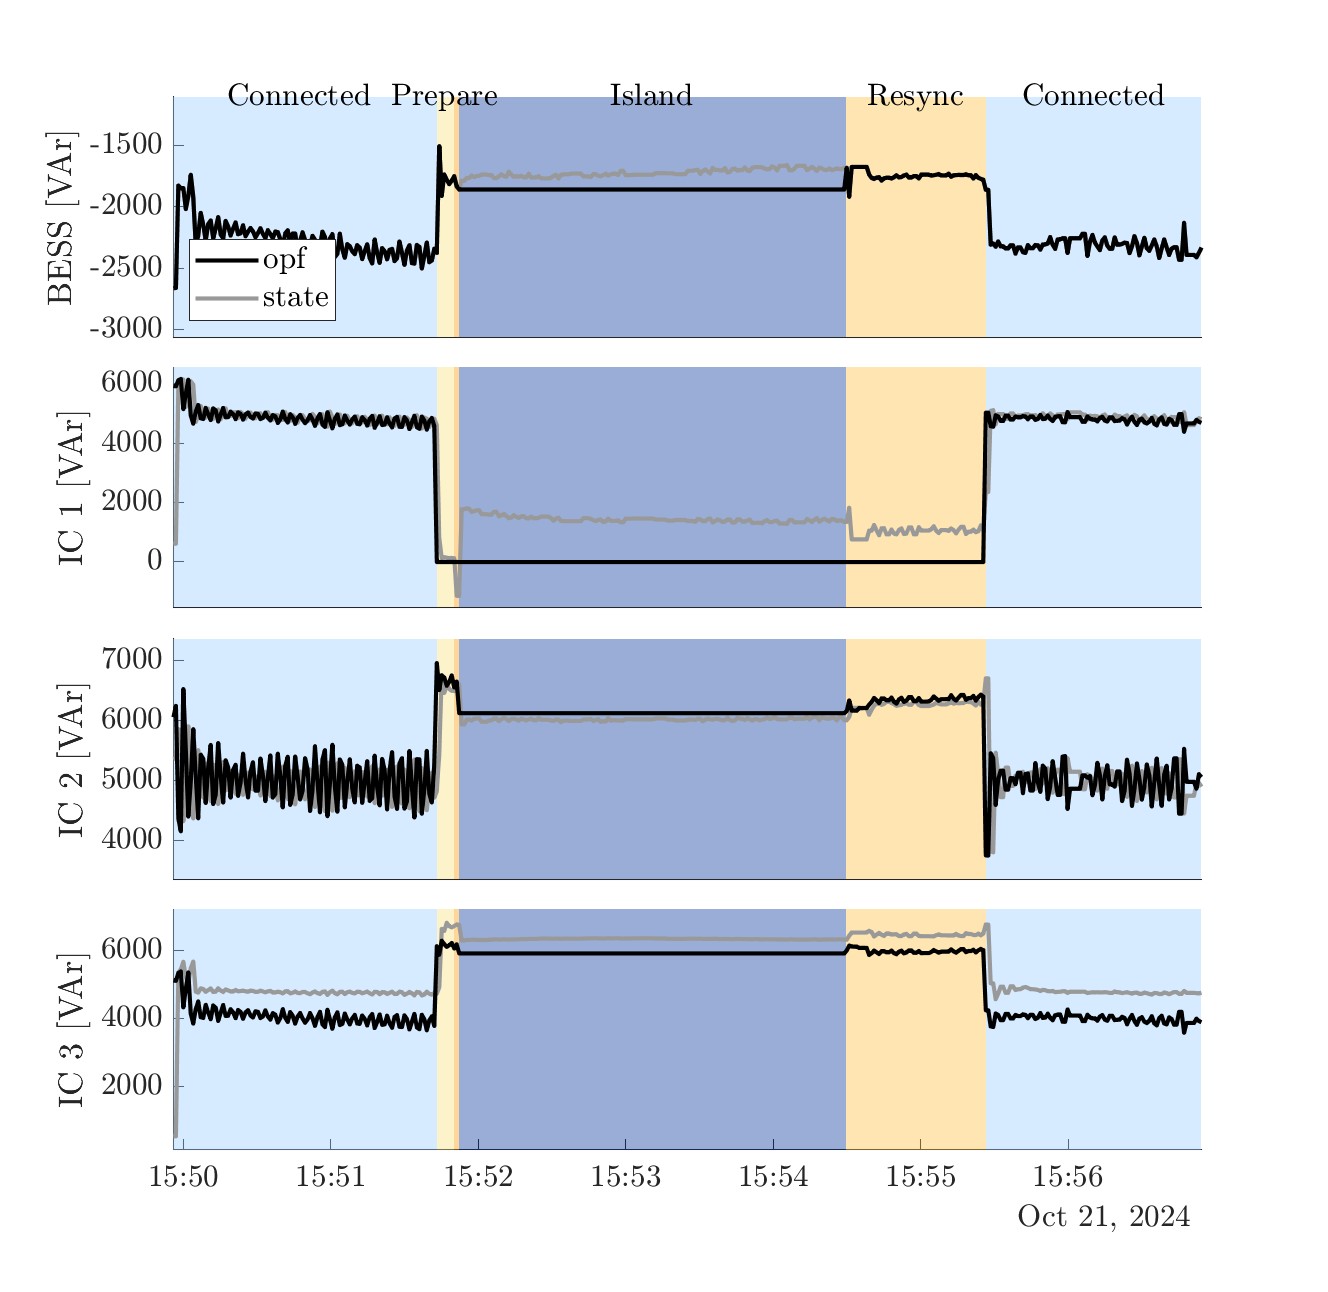 Connected Prepare Island Resync Connected
BESS [VAr]
-1500
-2000
-2500
-3000
opf
state
IC 1 [VAr]
6000
4000
2000
0
IC 2 [VAr]
7000
6000
5000
4000
IC 3 [VAr]
6000
4000
2000
15:50 15:51 15:52 15:53 15:54 15:55 15:56
Oct 21, 2024